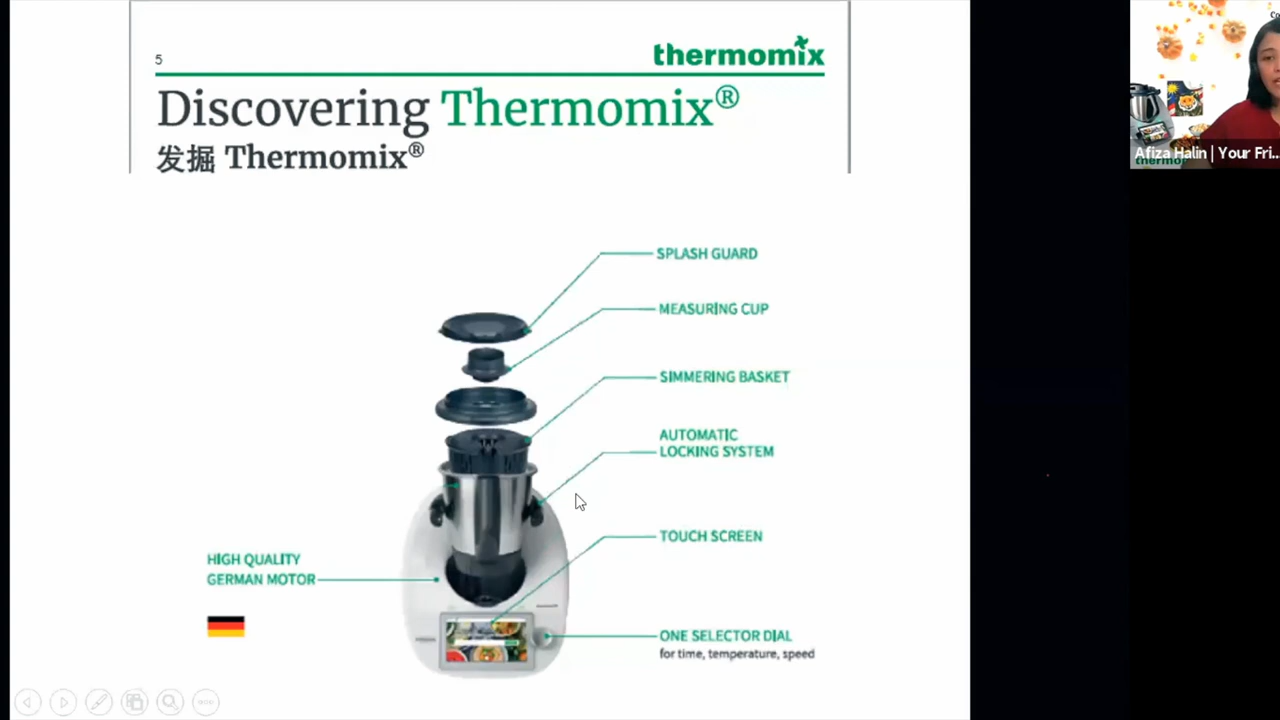 5
thermomix
Discovering Thermomix®
发掘 Thermomix®
SPLASH GUARD
MEASURING CUP
SIMMERING BASKET
AUTOMATIC
LOCKING SYSTEM
TOUCH SCREEN
HIGH QUALITY
GERMAN MOTOR
ONE SELECTOR DIAL
for time, temperature, speed
Afiza Halin | Your Fri...